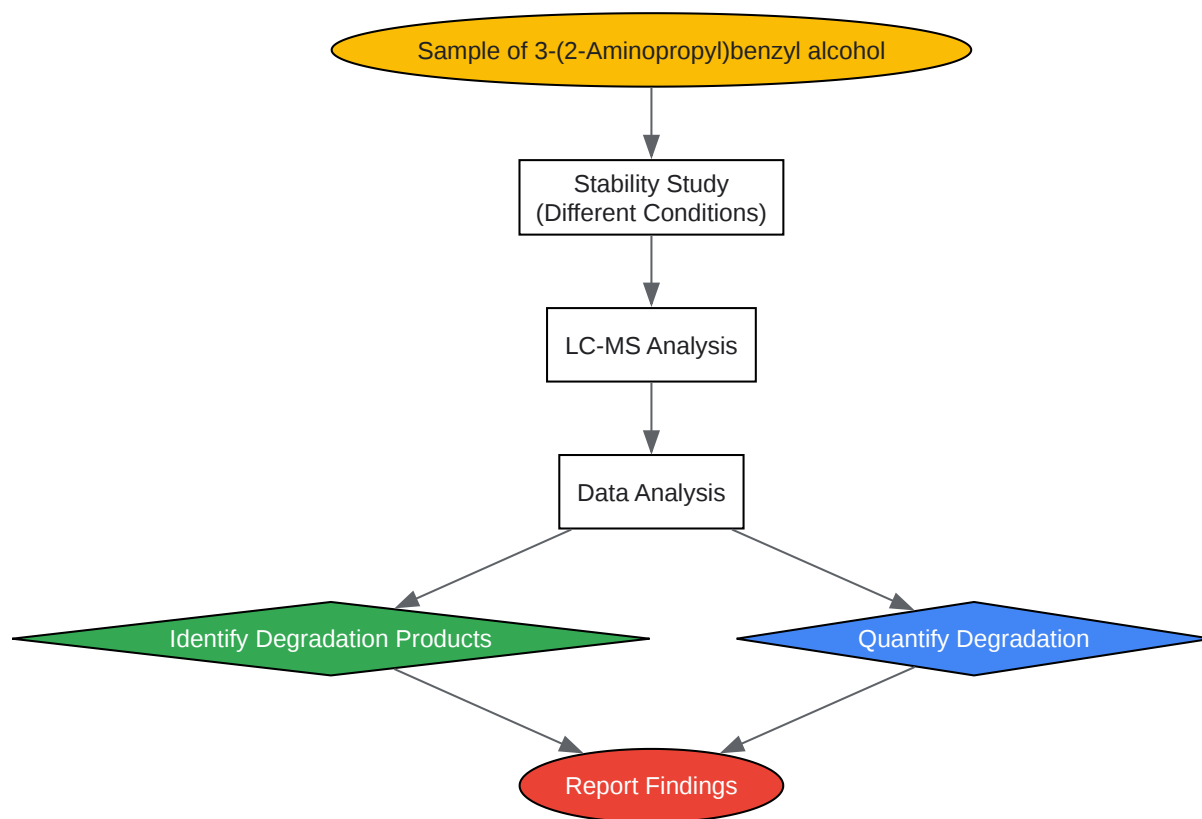 Sample of 3-(2-Aminopropyl)benzyl alcohol
Stability Study
(Different Conditions)
LC-MS Analysis
Data Analysis
Identify Degradation Products
Quantify Degradation
Report Findings